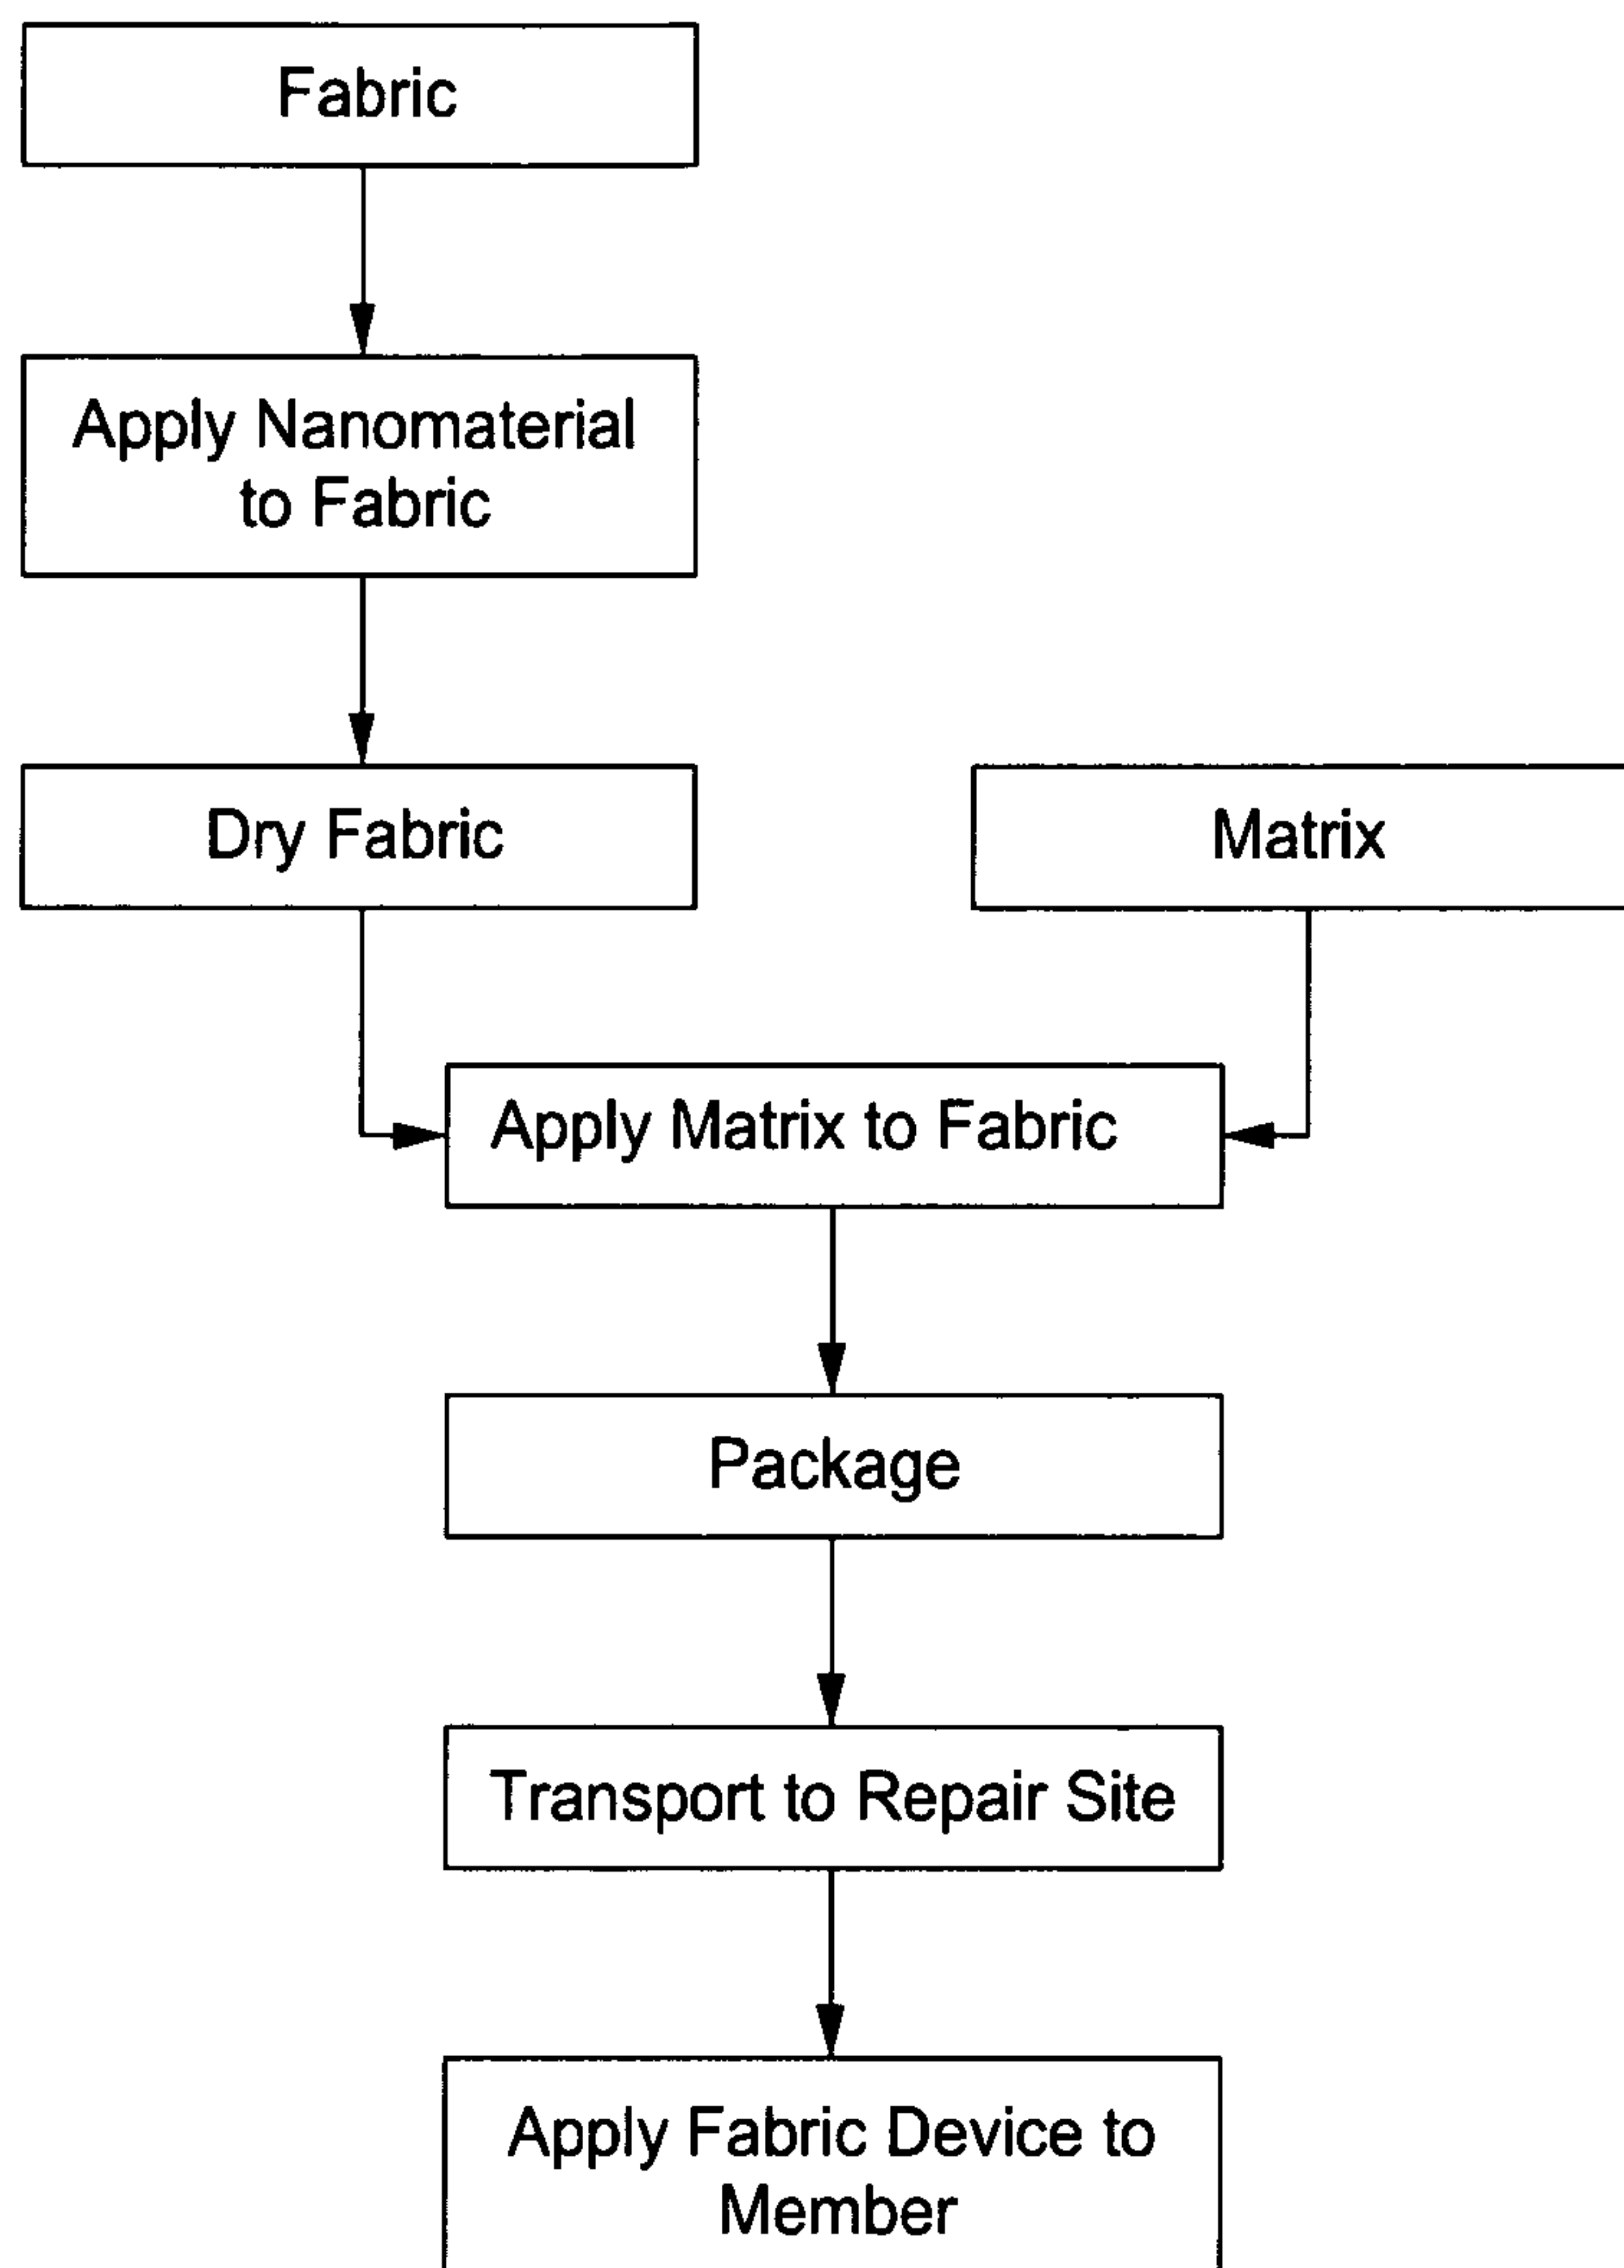 Fabric
Apply Nanomaterial
to Fabric
Dry Fabric
Matrix
Apply Matrix to Fabric
Package
Transport to Repair Site
Apply Fabric Device to
Member